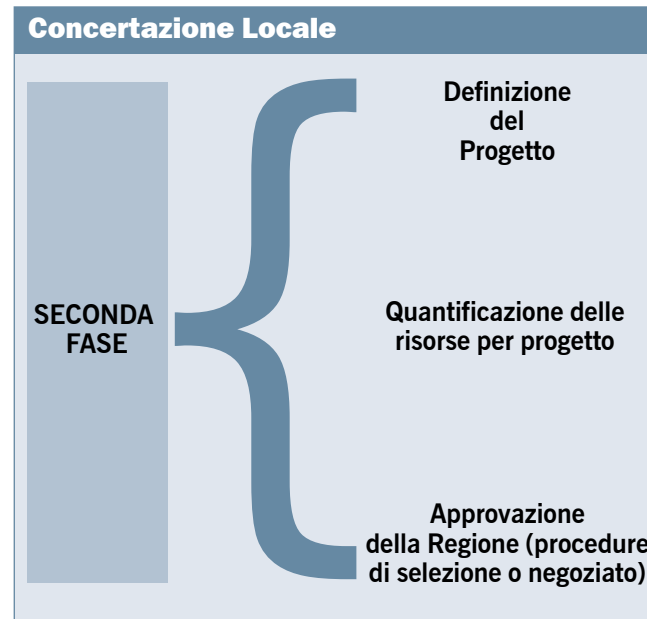 Concertazione Locale
SECONDA
FASE
Definizione
del
Progetto
Quantificazione delle
risorse per progetto
Approvazione
della Regione (procedure
di selezione o negoziato)